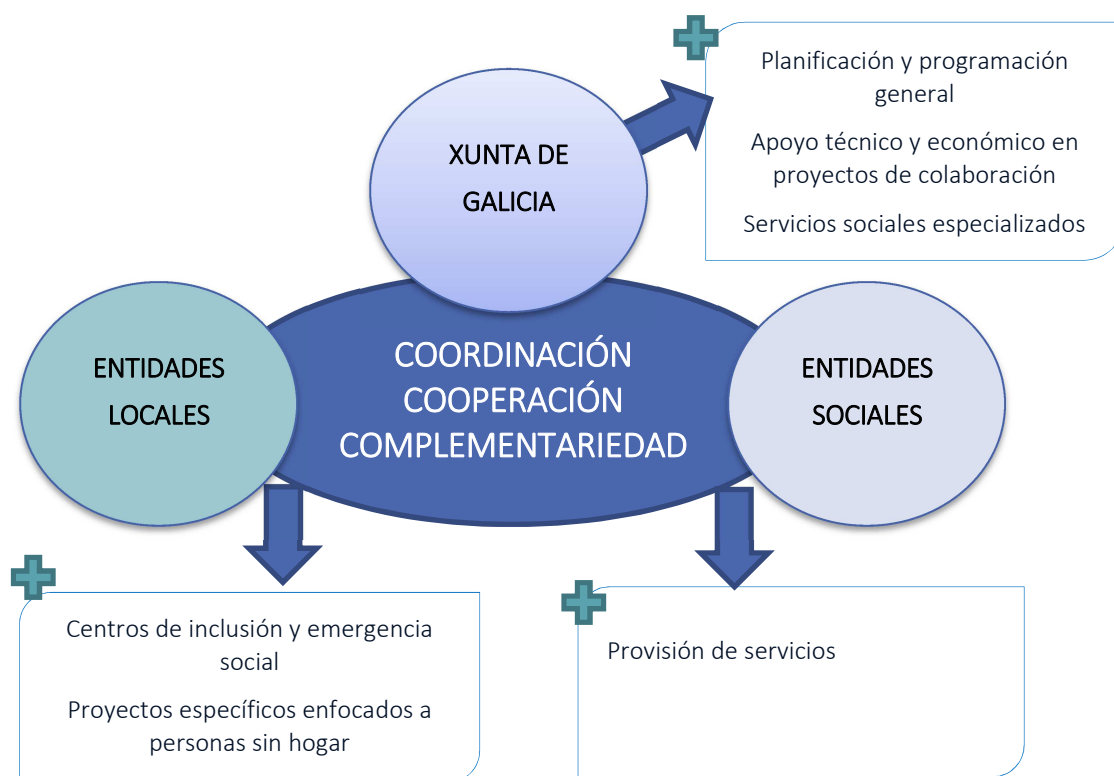 XUNTA DE
GALICIA
Planificación y programación
general
Apoyo técnico y económico en
proyectos de colaboración
Servicios sociales especializados
COORDINACIÓN
COOPERACIÓN
COMPLEMENTARIEDAD
ENTIDADES
LOCALES
ENTIDADES
SOCIALES
Centros de inclusión y emergencia
social
Proyectos específicos enfocados a
personas sin hogar
Provisión de servicios